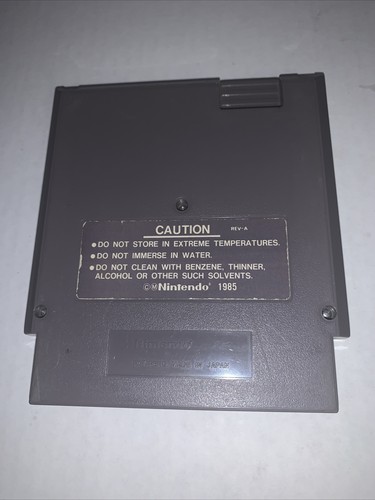 CAUTION REV-A
● DO NOT STORE IN EXTREME TEMPERATURES.
● DO NOT IMMERSE IN WATER.
● DO NOT CLEAN WITH BENZENE, THINNER,
ALCOHOL OR OTHER SUCH SOLVENTS.
©Ⓜ Nintendo® 1985
JAPAN